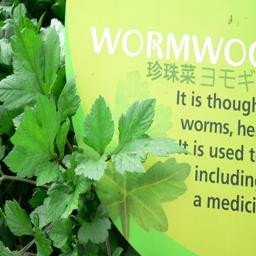 WORMWOO
珍珠菜 ヨモギ
It is though
worms, he
It is used t
includin
a medici